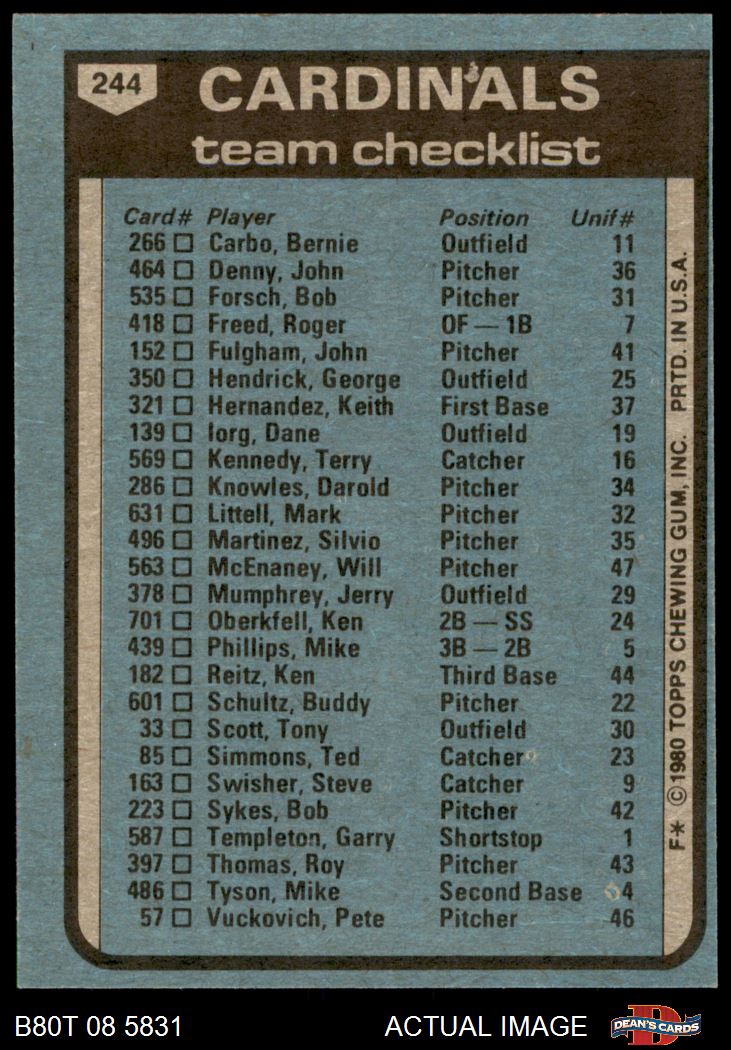 244
CARDINALS
team checklist
Card# Player Position Unif#
266 □ Carbo, Bernie Outfield 11
464 □ Denny, John Pitcher 36
535 □ Forsch, Bob Pitcher 31
418 □ Freed, Roger OF — 1B 7
152 □ Fulgham, John Pitcher 41
350 □ Hendrick, George Outfield 25
321 □ Hernandez, Keith First Base 37
139 □ Iorg, Dane Outfield 19
569 □ Kennedy, Terry Catcher 16
286 □ Knowles, Darold Pitcher 34
631 □ Littell, Mark Pitcher 32
496 □ Martinez, Silvio Pitcher 35
563 □ McEnaney, Will Pitcher 47
378 □ Mumphrey, Jerry Outfield 29
701 □ Oberkfell, Ken 2B — SS 24
439 □ Phillips, Mike 3B — 2B 5
182 □ Reitz, Ken Third Base 44
601 □ Schultz, Buddy Pitcher 22
33 □ Scott, Tony Outfield 30
85 □ Simmons, Ted Catcher 23
163 □ Swisher, Steve Catcher 9
223 □ Sykes, Bob Pitcher 42
587 □ Templeton, Garry Shortstop 1
397 □ Thomas, Roy Pitcher 43
486 □ Tyson, Mike Second Base 4
57 □ Vuckovich, Pete Pitcher 46
F* ©1980 TOPPS CHEWING GUM, INC. PRTD. IN U.S.A.
B80T 08 5831 ACTUAL IMAGE
D
DEAN'S CARDS